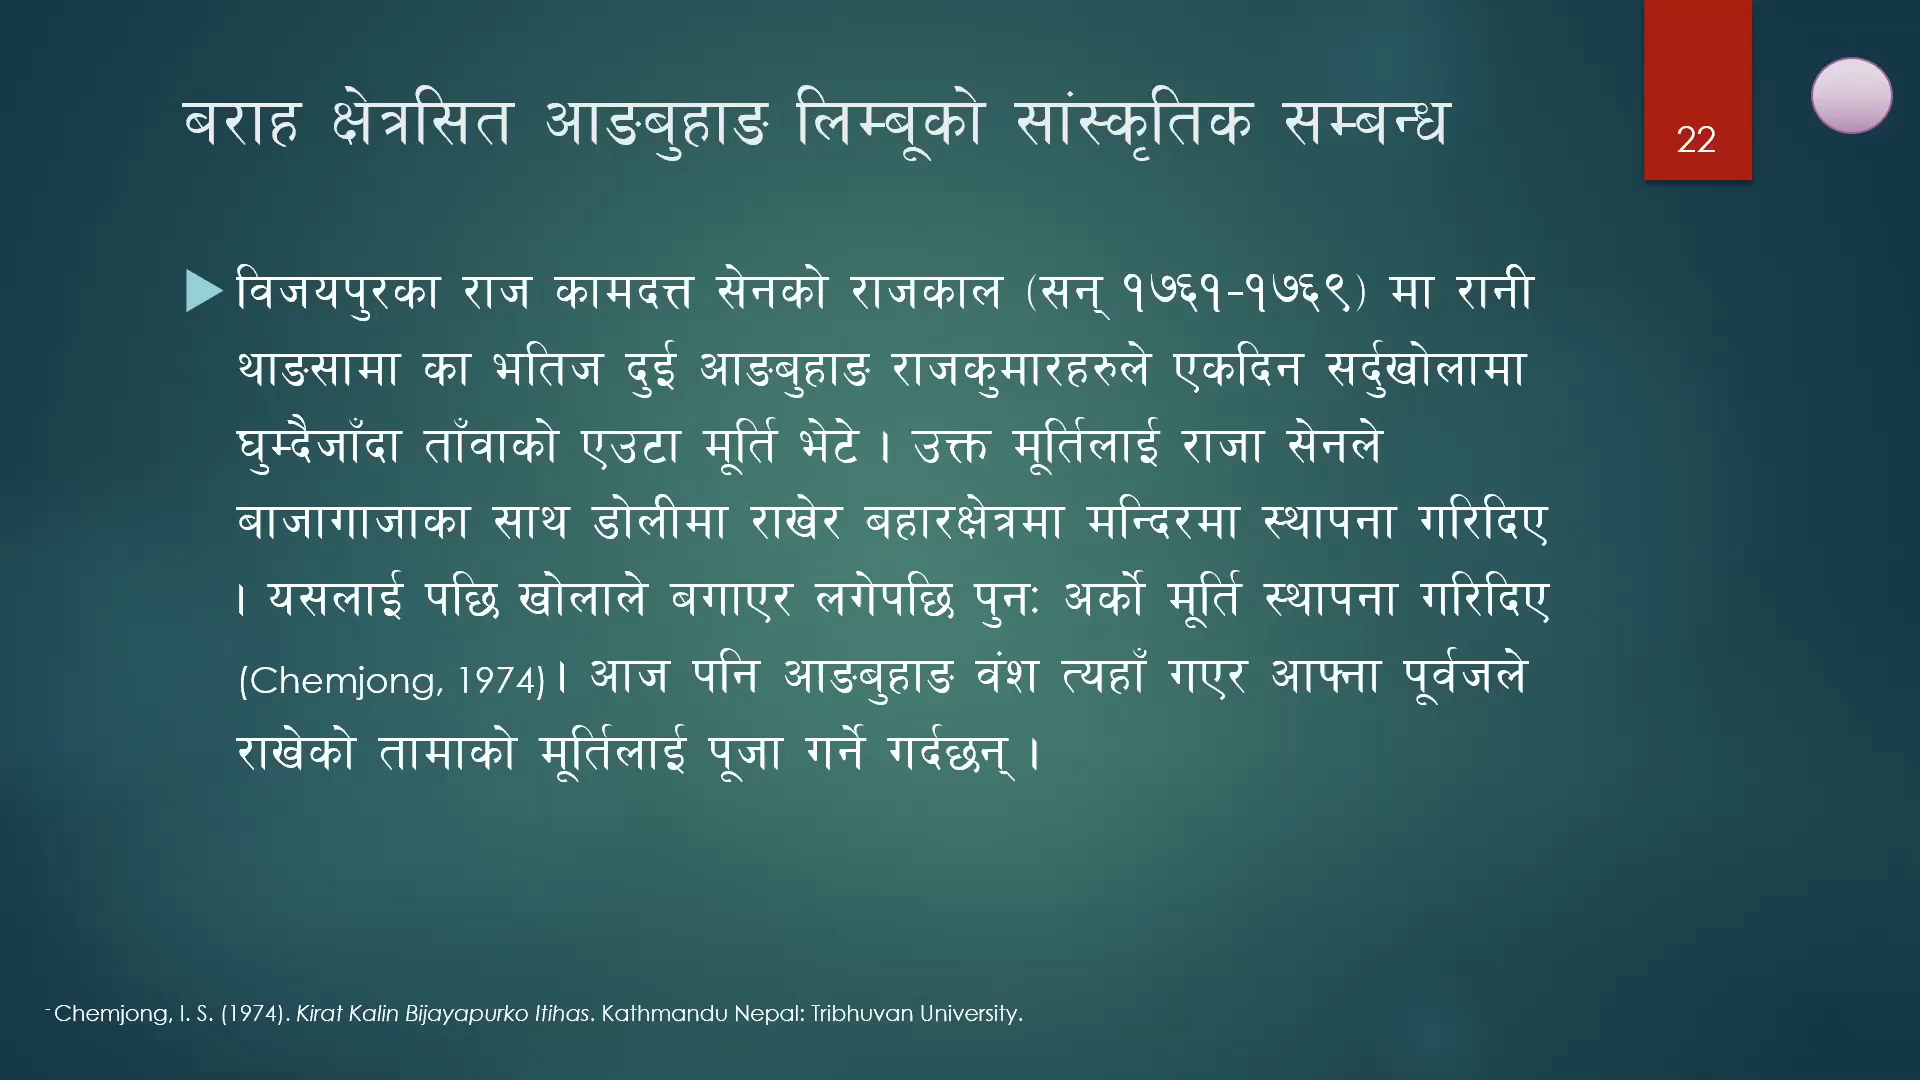 बराह क्षेत्रसित आङबुहाङ लिम्बूको सांस्कृतिक सम्बन्ध
22
विजयपुरका राज कामदत्त सेनको राजकाल (सन् १७६१-१७६९) मा रानी
थाङसामा का भतिज दुई आङबुहाङ राजकुमारहरुले एकदिन सर्दुखोलामा
घुम्दैजाँदा ताँवाको एउटा मूर्ति भेटे । उक्त मूर्तिलाई राजा सेनले
बाजागाजाका साथ डोलीमा राखेर बहारक्षेत्रमा मन्दिरमा स्थापना गरिदिए
। यसलाई पछि खोलाले बगाएर लगेपछि पुनः अर्को मूर्ति स्थापना गरिदिए
(Chemjong, 1974)। आज पनि आङबुहाङ वंश त्यहाँ गएर आफ्ना पूर्वजले
राखेको तामाको मूर्तिलाई पूजा गर्ने गर्दछन् ।
- Chemjong, I. S. (1974). Kirat Kalin Bijayapurko Itihas. Kathmandu Nepal: Tribhuvan University.